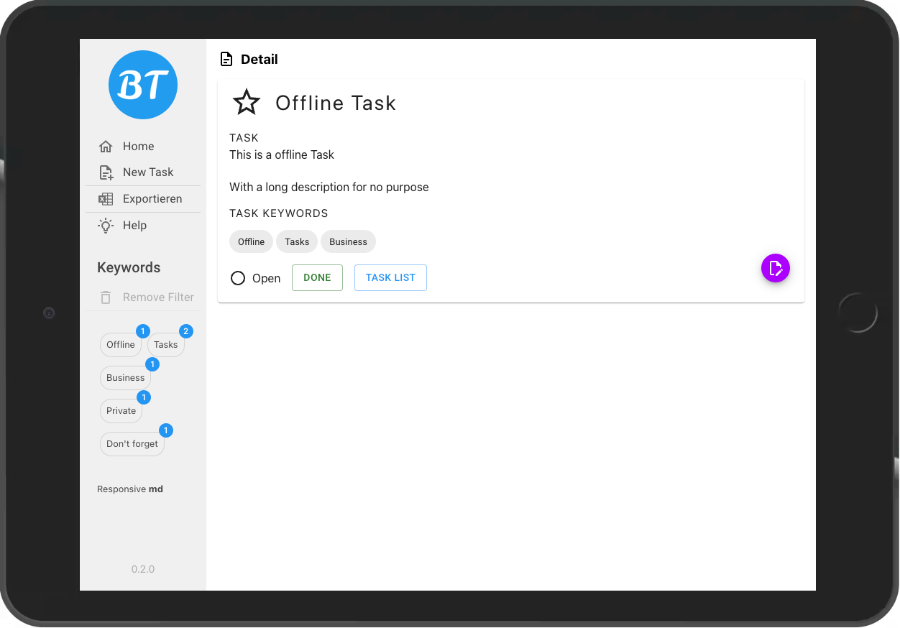 BT
Home
New Task
Exportieren
Help
Keywords
Remove Filter
1
2
Offline
Tasks
1
Business
1
Private
1
Don't forget
Responsive md
0.2.0
Detail
Offline Task
TASK
This is a offline Task
With a long description for no purpose
TASK KEYWORDS
Offline
Tasks
Business
Open
DONE
TASK LIST